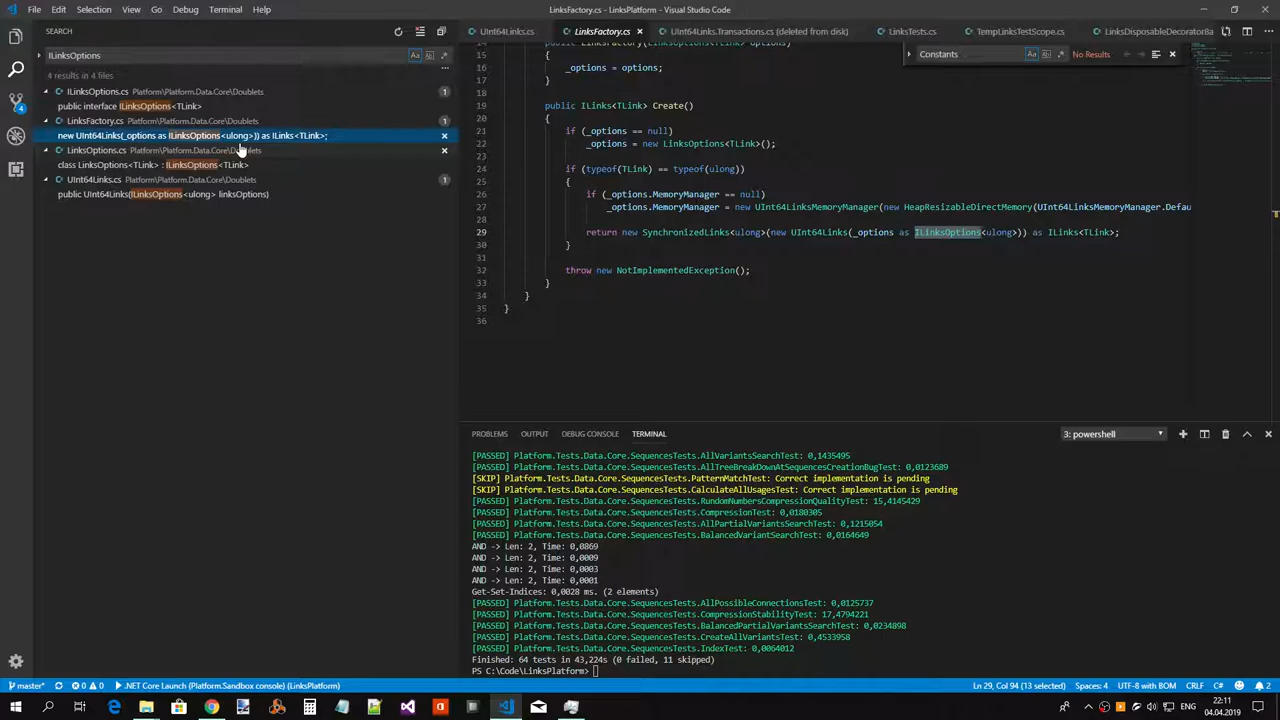 File Edit Selection View Go Debug Terminal Help
LinksFactory.cs - LinksPlatform - Visual Studio Code
SEARCH
ILinksOptions
4 results in 4 files
ILinksOptions.cs Platform\Platform.Data.Core\Doublets 1
public interface ILinksOptions<TLink>
LinksFactory.cs Platform\Platform.Data.Core\Doublets 1
new UInt64Links(_options as ILinksOptions<ulong>)) as ILinks<TLink>;
LinksOptions.cs Platform\Platform.Data.Core\Doublets
class LinksOptions<TLink> : ILinksOptions<TLink>
UInt64Links.cs Platform\Platform.Data.Core\Doublets 1
public UInt64Links(ILinksOptions<ulong> linksOptions)
UInt64Links.cs LinksFactory.cs UInt64Links.Transactions.cs (deleted from disk) LinksTests.cs TempLinksTestScope.cs LinksDisposableDecoratorBa
Constants No Results
14 public LinksFactory(ILinksOptions<TLink> options)
15 {
16 _options = options;
17 }
18
19 public ILinks<TLink> Create()
20 {
21 if (_options == null)
22 _options = new LinksOptions<TLink>();
23
24 if (typeof(TLink) == typeof(ulong))
25 {
26 if (_options.MemoryManager == null)
27 _options.MemoryManager = new UInt64LinksMemoryManager(new HeapResizableDirectMemory(UInt64LinksMemoryManager.Defau
28
29 return new SynchronizedLinks<ulong>(new UInt64Links(_options as ILinksOptions<ulong>)) as ILinks<TLink>;
30 }
31
32 throw new NotImplementedException();
33 }
34 }
35 }
36
PROBLEMS OUTPUT DEBUG CONSOLE TERMINAL 3: powershell
[PASSED] Platform.Tests.Data.Core.SequencesTests.AllVariantsSearchTest: 0,1435495
[PASSED] Platform.Tests.Data.Core.SequencesTests.AllTreeBreakDownAtSequencesCreationBugTest: 0,0123689
[SKIP] Platform.Tests.Data.Core.SequencesTests.PatternMatchTest: Correct implementation is pending
[SKIP] Platform.Tests.Data.Core.SequencesTests.CalculateAllUsagesTest: Correct implementation is pending
[PASSED] Platform.Tests.Data.Core.SequencesTests.RundomNumbersCompressionQualityTest: 15,4145429
[PASSED] Platform.Tests.Data.Core.SequencesTests.CompressionTest: 0,0180305
[PASSED] Platform.Tests.Data.Core.SequencesTests.AllPartialVariantsSearchTest: 0,1215054
[PASSED] Platform.Tests.Data.Core.SequencesTests.BalancedVariantSearchTest: 0,0164649
AND -> Len: 2, Time: 0,0869
AND -> Len: 2, Time: 0,0009
AND -> Len: 2, Time: 0,0003
AND -> Len: 2, Time: 0,0001
Get-Set-Indices: 0,0028 ms. (2 elements)
[PASSED] Platform.Tests.Data.Core.SequencesTests.AllPossibleConnectionsTest: 0,0125737
[PASSED] Platform.Tests.Data.Core.SequencesTests.CompressionStabilityTest: 17,4794221
[PASSED] Platform.Tests.Data.Core.SequencesTests.BalancedPartialVariantsSearchTest: 0,0234898
[PASSED] Platform.Tests.Data.Core.SequencesTests.CreateAllVariantsTest: 0,4533958
[PASSED] Platform.Tests.Data.Core.SequencesTests.IndexTest: 0,0064012
Finished: 64 tests in 43,224s (0 failed, 11 skipped)
PS C:\Code\LinksPlatform>
master* 0 0 .NET Core Launch (Platform.Sandbox console) (LinksPlatform) Ln 29, Col 94 (13 selected) Spaces: 4 UTF-8 with BOM CRLF C# 2
ENG 22:11
04.04.2019